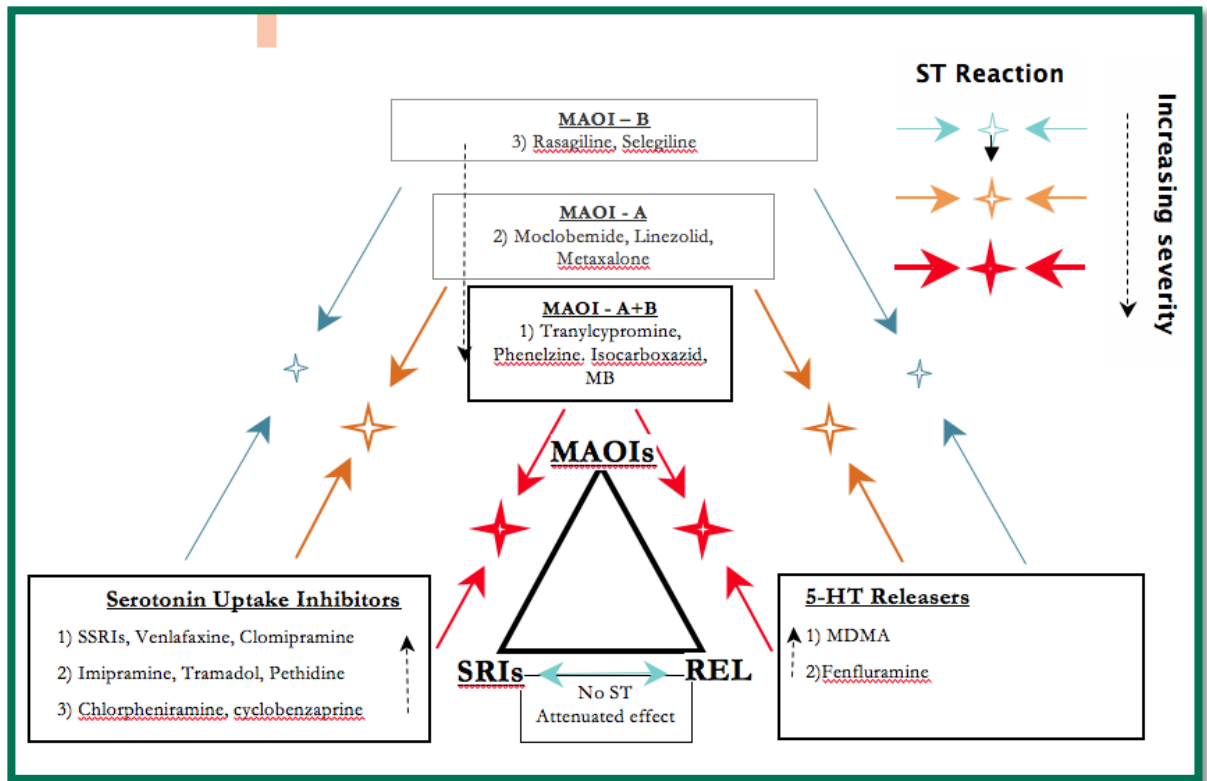 ST Reaction
Increasing severity
MAOI – B
3) Rasagiline, Selegiline
MAOI - A
2) Moclobemide, Linezolid,
Metaxalone
MAOI - A+B
1) Tranylcypromine,
Phenelzine. Isocarboxazid,
MB
MAOIs
Serotonin Uptake Inhibitors
1) SSRIs, Venlafaxine, Clomipramine
2) Imipramine, Tramadol, Pethidine
3) Chlorpheniramine, cyclobenzaprine
SRIs
REL
No ST
Attenuated effect
5-HT Releasers
1) MDMA
2)Fenfluramine